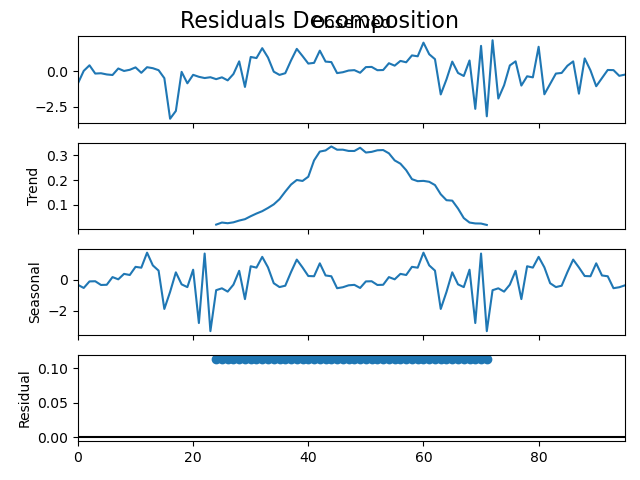 Residuals Decomposition
Observed
0.0
−2.5
Trend
0.3
0.2
0.1
Seasonal
0
−2
Residual
0.10
0.05
0.00
0 20 40 60 80